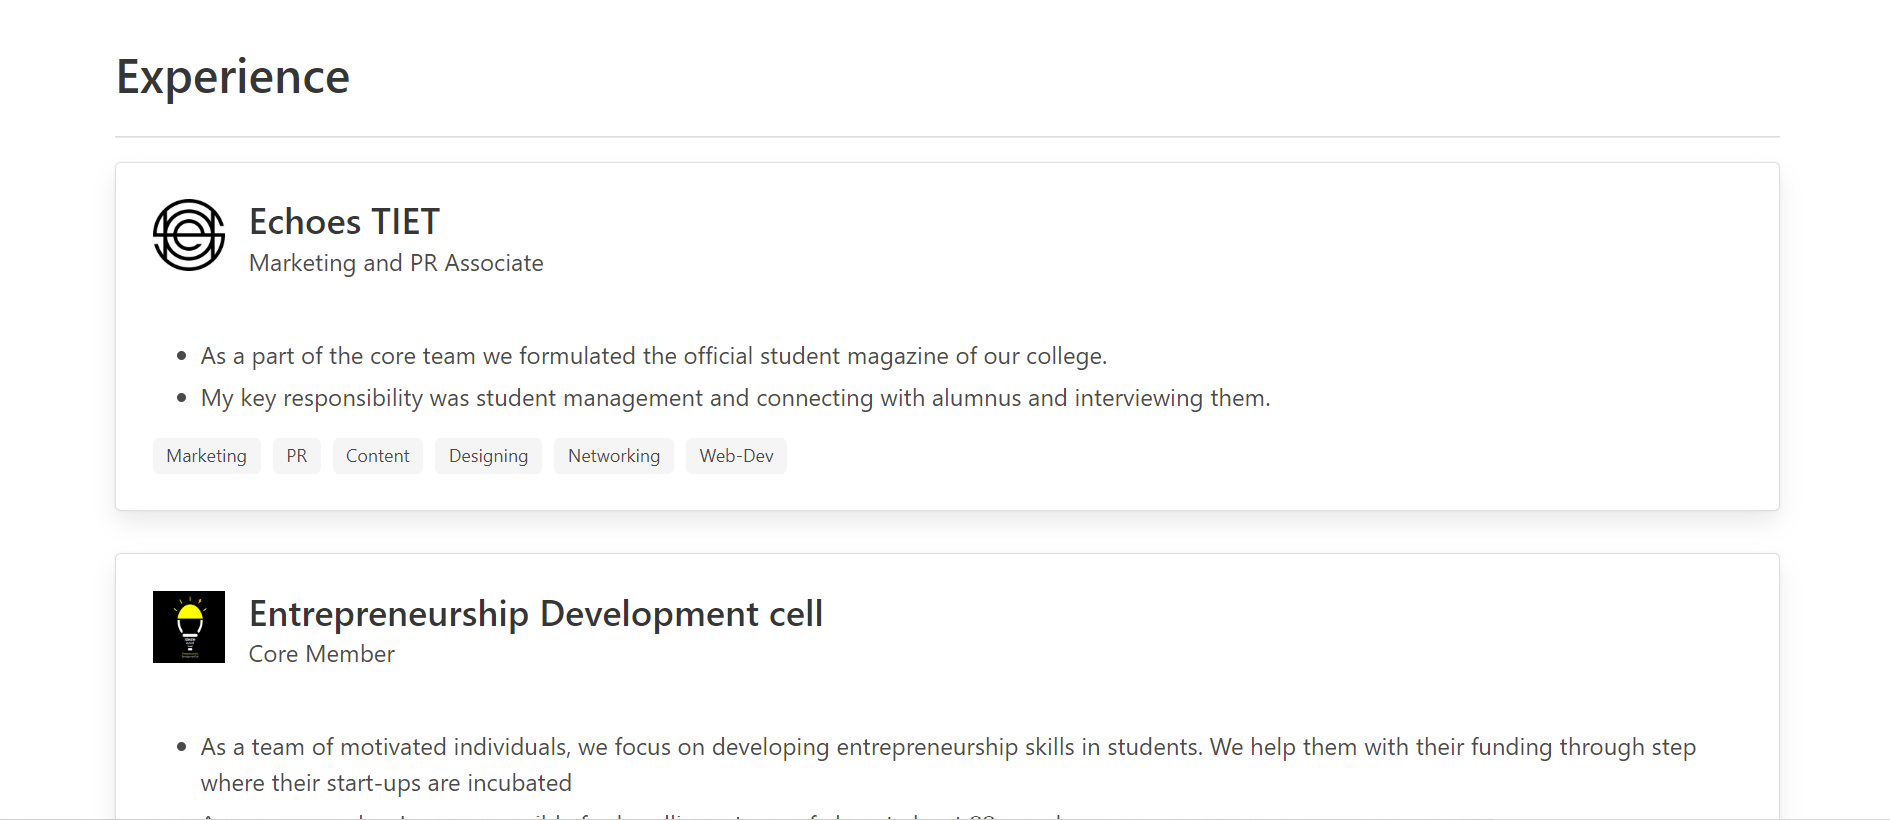 Experience
Echoes TIET
Marketing and PR Associate
As a part of the core team we formulated the official student magazine of our college.
My key responsibility was student management and connecting with alumnus and interviewing them.
Marketing PR Content Designing Networking Web-Dev
Entrepreneurship Development cell
Core Member
As a team of motivated individuals, we focus on developing entrepreneurship skills in students. We help them with their funding through step
where their start-ups are incubated